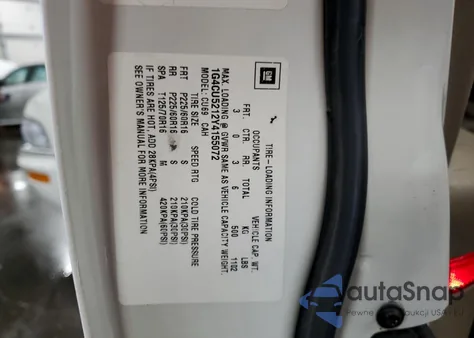 GM
TIRE-LOADING INFORMATION
OCCUPANTS VEHICLE CAP. WT.
FRT. CTR. RR. KG LBS
3 0 3 6 500 1102
MAX. LOADING @ GVWR SAME AS VEHICLE CAPACITY WEIGHT.
1G4CU5212Y4155072
MODEL: CU69 CAH
TIRE SIZE SPEED RTG COLD TIRE PRESSURE
FRT P225/60R16 S 210KPA(30PSI)
RR P225/60R16 S 210KPA(30PSI)
SPA T125/70R16 M 420KPA(60PSI)
IF TIRES ARE HOT, ADD 28KPA(4PSI)
SEE OWNER'S MANUAL FOR MORE INFORMATION
autoSnap